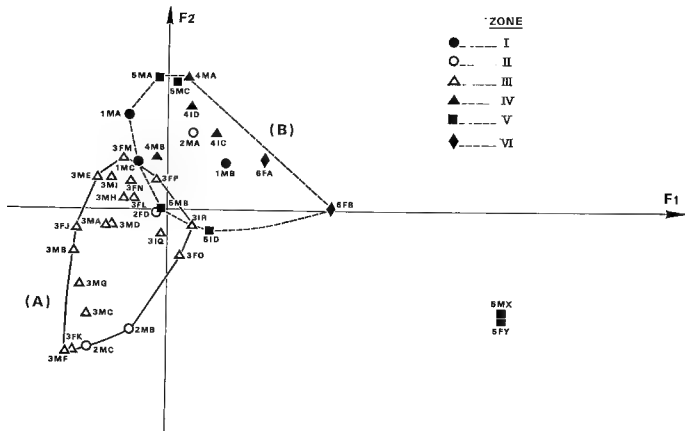 F2
ZONE
I
II
III
IV
V
VI
5MA
4MA
5MC
1MA
4ID
(B)
2MA
4IC
3FM
4MB
1MC
1MB
6FA
3ME
3MI
3FN
3FP
3MH
3FL
5MB
6FB
F1
2FD
3FJ
3MA
3MD
3IR
3IQ
5ID
3MB
3FO
3MG
(A)
3MC
5MX
5FY
2MB
3FK
3MF
2MC